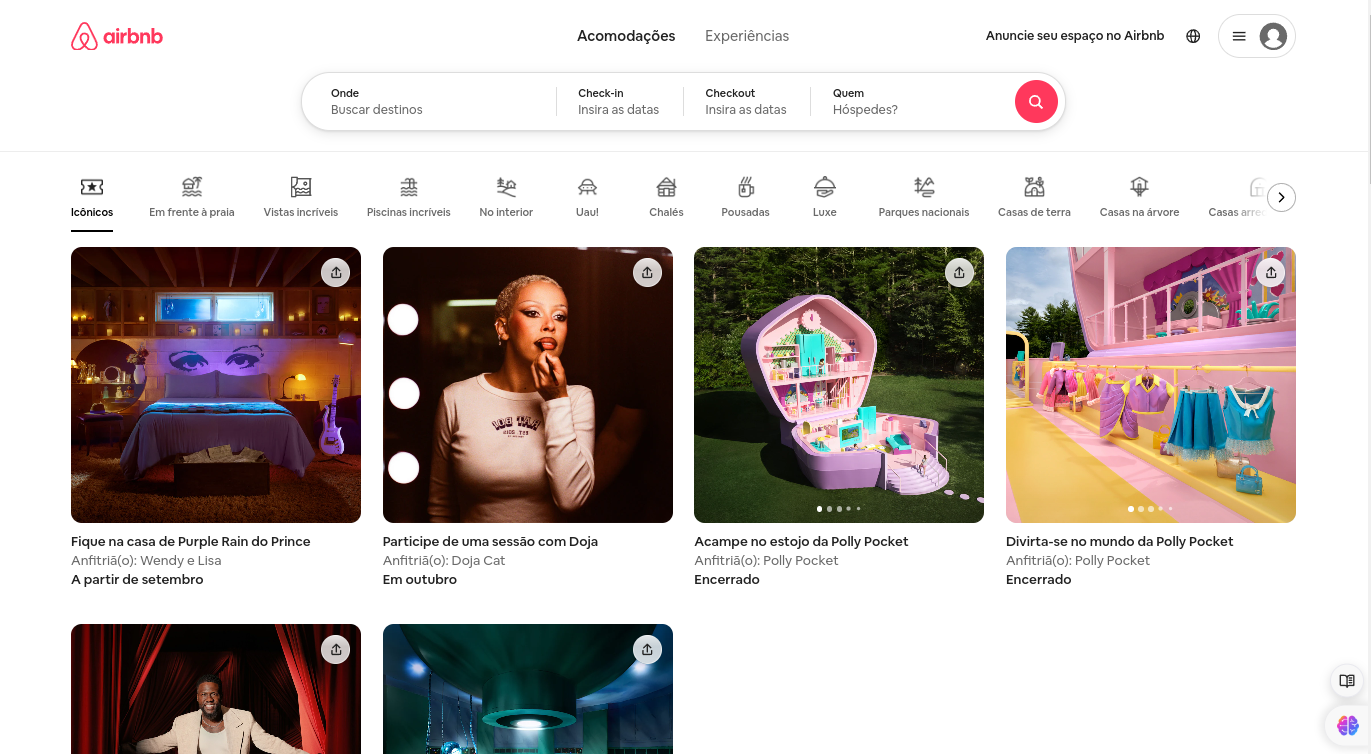 airbnb
Acomodações
Experiências
Anuncie seu espaço no Airbnb
Onde
Buscar destinos
Check-in
Insira as datas
Checkout
Insira as datas
Quem
Hóspedes?
Icônicos
Em frente à praia
Vistas incríveis
Piscinas incríveis
No interior
Uau!
Chalés
Pousadas
Luxe
Parques nacionais
Casas de terra
Casas na árvore
Casas
Fique na casa de Purple Rain do Prince
Anfitriã(o): Wendy e Lisa
A partir de setembro
Participe de uma sessão com Doja
Anfitriã(o): Doja Cat
Em outubro
Acampe no estojo da Polly Pocket
Anfitriã(o): Polly Pocket
Encerrado
Divirta-se no mundo da Polly Pocket
Anfitriã(o): Polly Pocket
Encerrado